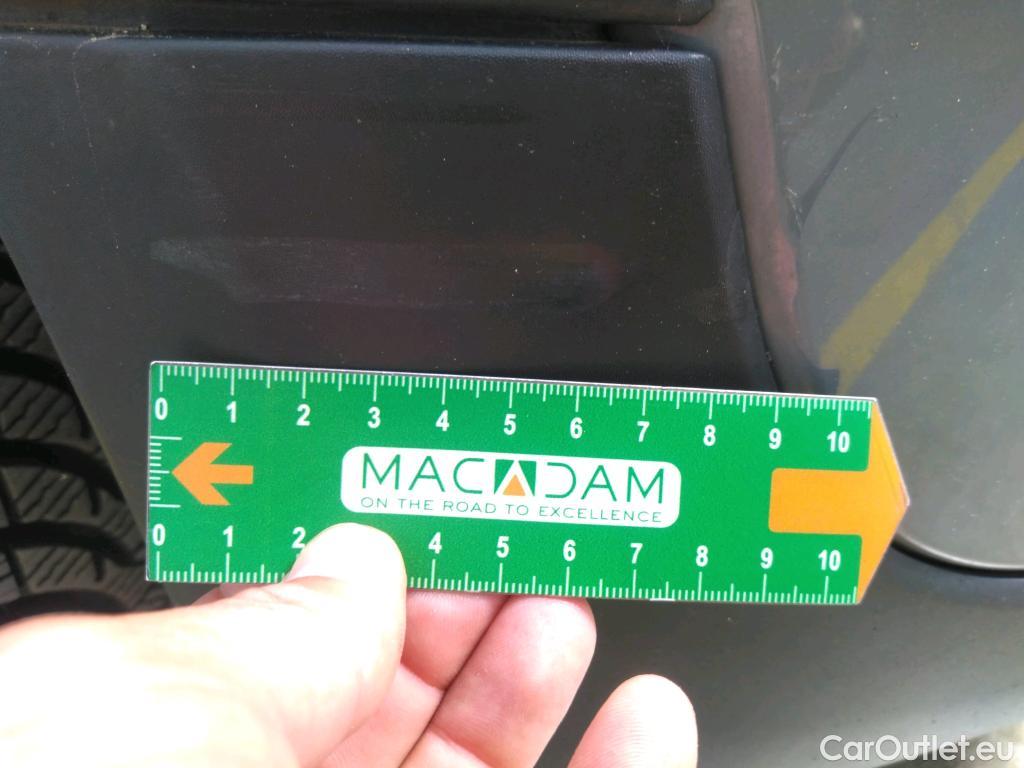 0 1 2 3 4 5 6 7 8 9 10
MACADAM
ON THE ROAD TO EXCELLENCE
0 1 2 4 5 6 7 8 9 10
CarOutlet.eu